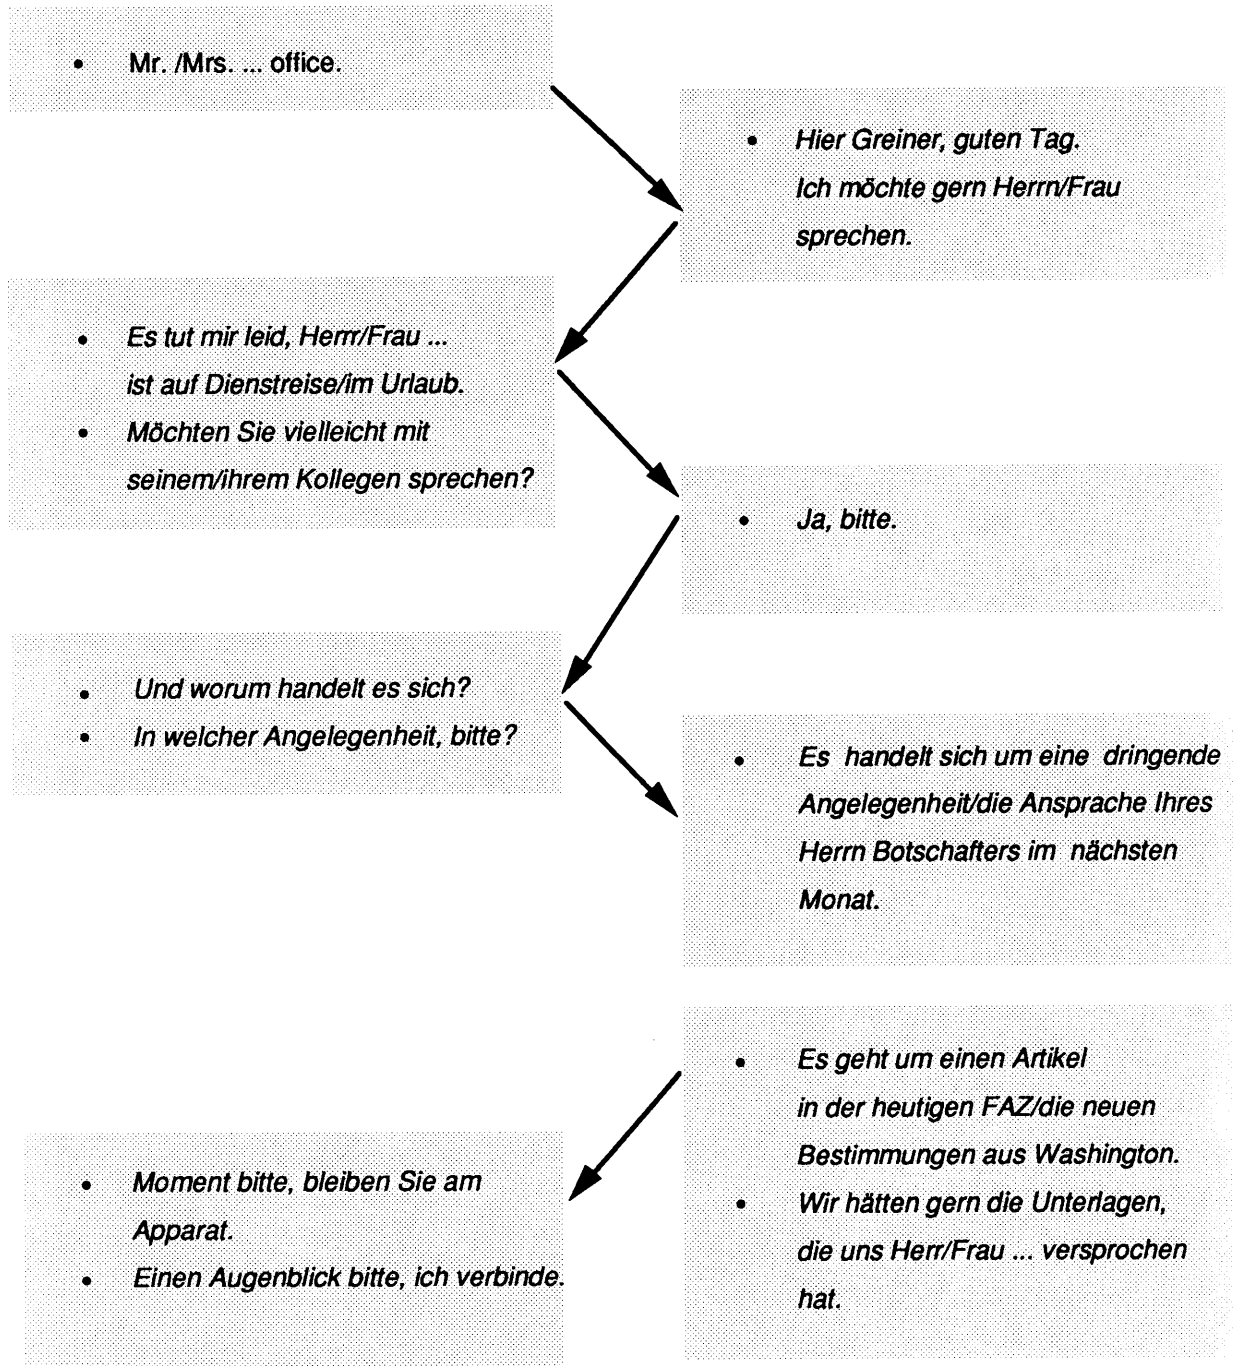 • Mr. /Mrs. ... office.
• Hier Greiner, guten Tag.
Ich möchte gern Herrn/Frau
sprechen.
• Es tut mir leid, Herrr/Frau ...
ist auf Dienstreise/im Urlaub.
• Möchten Sie vielleicht mit
seinem/ihrem Kollegen sprechen?
• Ja, bitte.
• Und worum handelt es sich?
• In welcher Angelegenheit, bitte?
• Es handelt sich um eine dringende
Angelegenheit/die Ansprache Ihres
Herrn Botschafters im nächsten
Monat.
• Es geht um einen Artikel
in der heutigen FAZ/die neuen
Bestimmungen aus Washington.
• Wir hätten gern die Unterlagen,
die uns Herr/Frau ... versprochen
hat.
• Moment bitte, bleiben Sie am
Apparat.
• Einen Augenblick bitte, ich verbinde.